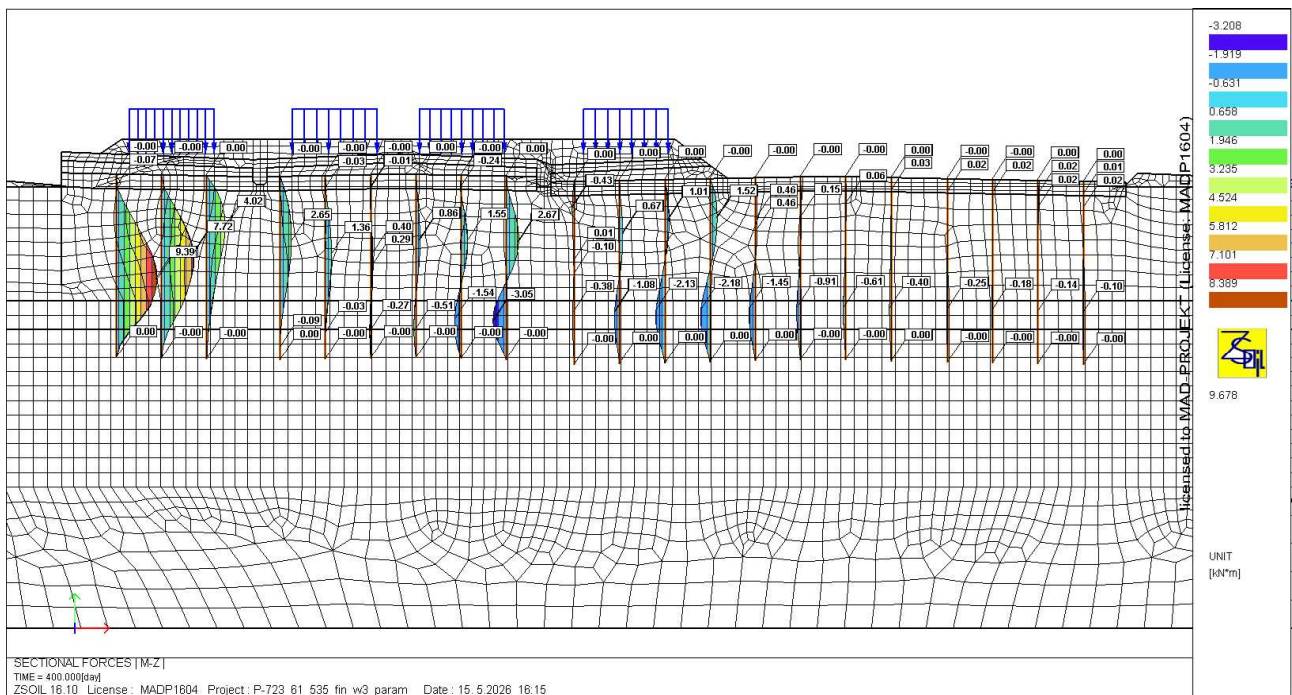 -3.208
-1.919
-0.631
0.658
1.946
3.235
4.524
5.812
7.101
8.389
9.678
ZSoil
licensed to MAD-PROJEKT (License: MADP1604)
UNIT
[kN*m]
-0.00 -0.00 0.00 -0.00 -0.00 -0.00 0.00 0.00 0.00 0.00 -0.00 -0.00 -0.00 -0.00 0.00 -0.00 -0.00 0.00 0.00
-0.07 -0.03 -0.01 -0.24 0.03 0.02 0.02 0.02 0.01
-0.43 0.06 0.02 0.02
4.02 1.01 1.52 0.46 0.15
7.72 2.65 0.86 1.55 2.67 0.67 0.46
1.36 0.40 0.01
9.39 0.29 -0.10
-1.54 -3.05 -0.38 -1.08 -2.13 -2.18 -1.45 -0.91 -0.61 -0.40 -0.25 -0.18 -0.14 -0.10
-0.09 -0.03 -0.27 -0.51
0.00 -0.00 -0.00 0.00 -0.00 -0.00 -0.00 -0.00 -0.00 -0.00 0.00 0.00 0.00 0.00 -0.00 -0.00 0.00 0.00 -0.00 -0.00 -0.00 -0.00
SECTIONAL FORCES | M-Z |
TIME = 400.000[day]
ZSOIL 16.10 License : MADP1604 Project : P-723_61_535_fin_w3_param Date : 15. 5.2026 16:15